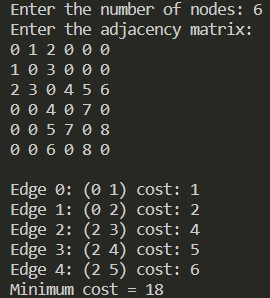 Enter the number of nodes: 6
Enter the adjacency matrix:
0 1 2 0 0 0
1 0 3 0 0 0
2 3 0 4 5 6
0 0 4 0 7 0
0 0 5 7 0 8
0 0 6 0 8 0
Edge 0: (0 1) cost: 1
Edge 1: (0 2) cost: 2
Edge 2: (2 3) cost: 4
Edge 3: (2 4) cost: 5
Edge 4: (2 5) cost: 6
Minimum cost = 18